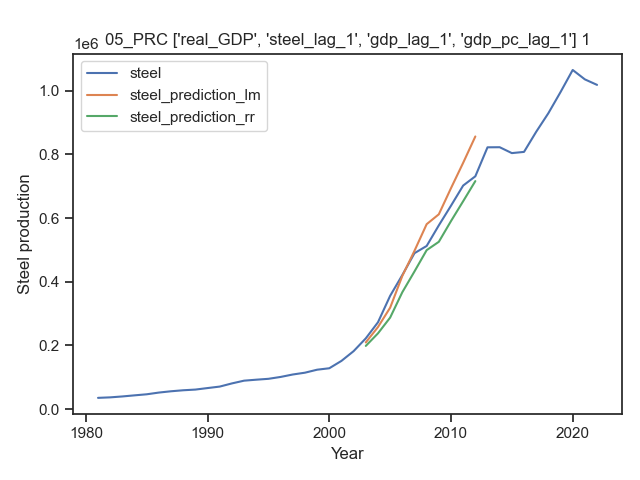 05_PRC ['real_GDP', 'steel_lag_1', 'gdp_lag_1', 'gdp_pc_lag_1'] 1
1e6
steel
steel_prediction_lm
steel_prediction_rr
1.0
0.8
0.6
0.4
0.2
0.0
Steel production
1980 1990 2000 2010 2020
Year